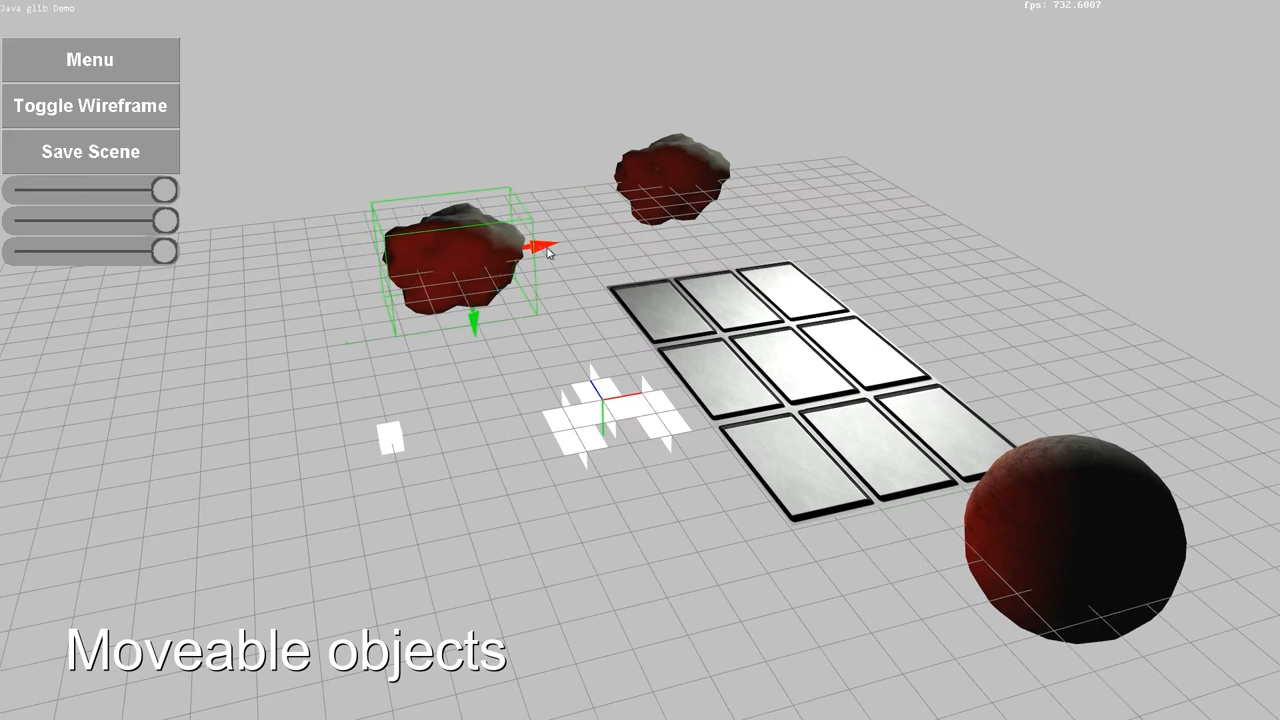 Java glib Demo
fps: 732.6007
Menu
Toggle Wireframe
Save Scene
Moveable objects